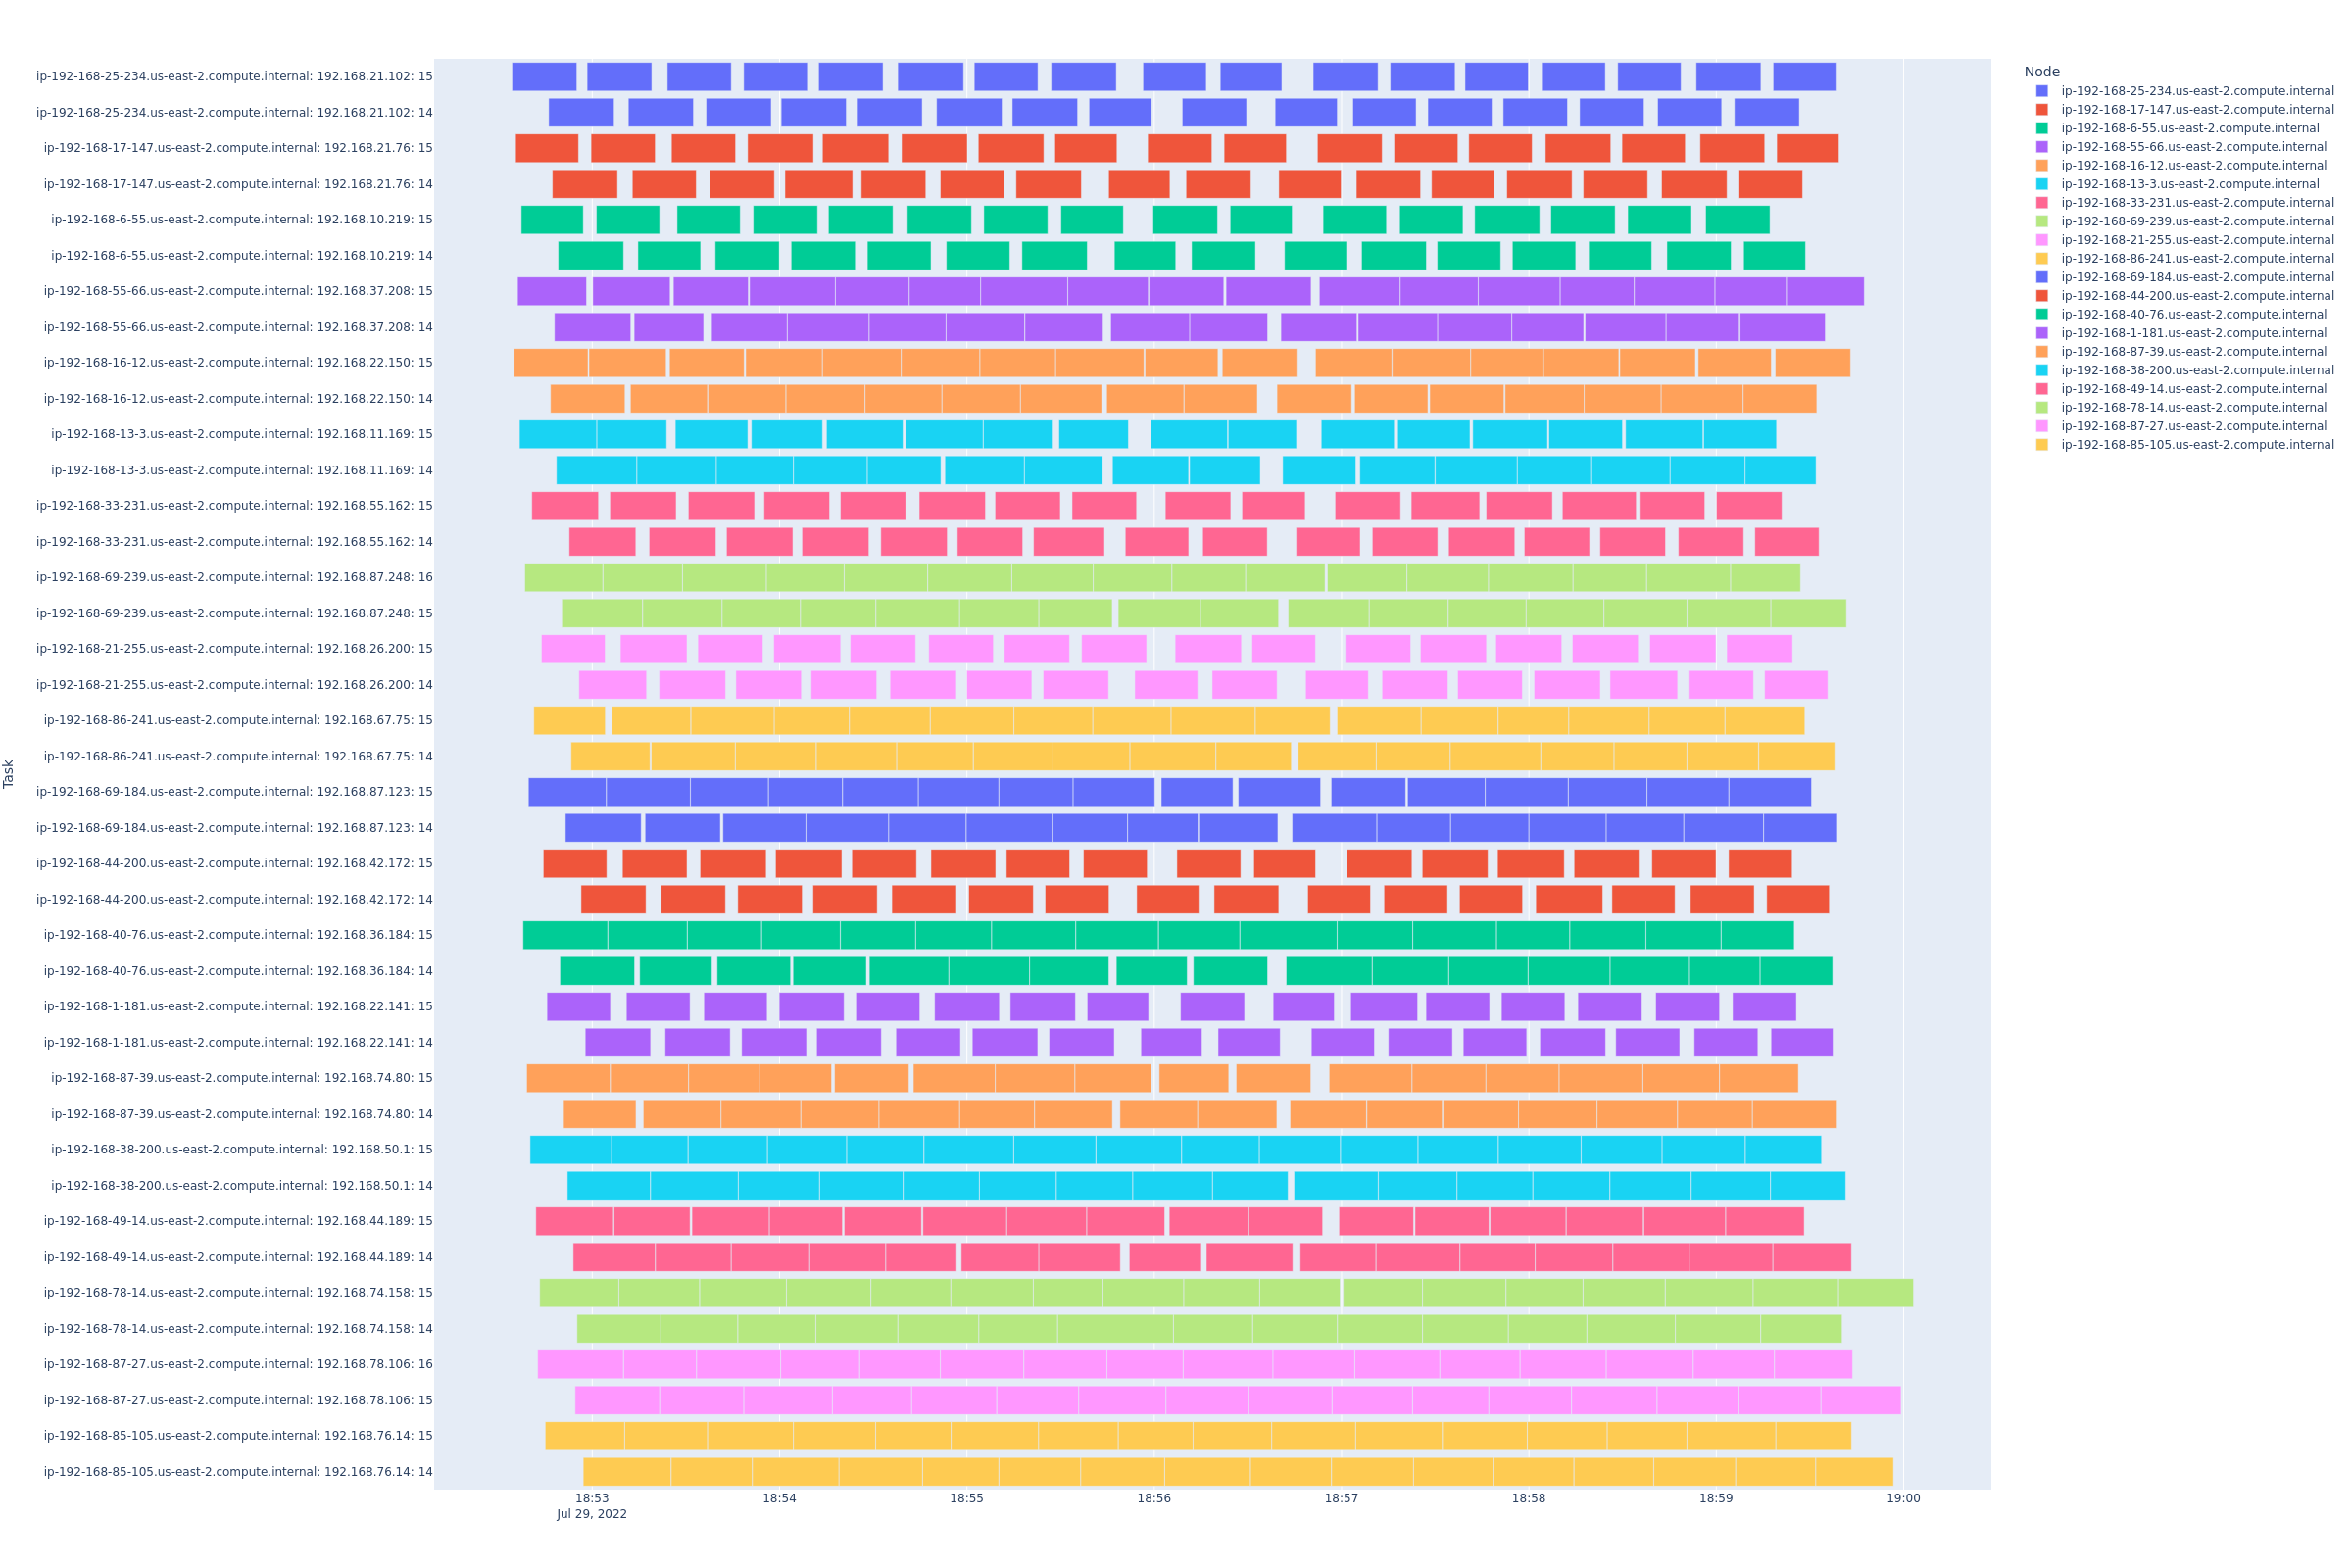 ip-192-168-25-234.us-east-2.compute.internal: 192.168.21.102: 15
ip-192-168-25-234.us-east-2.compute.internal: 192.168.21.102: 14
ip-192-168-17-147.us-east-2.compute.internal: 192.168.21.76: 15
ip-192-168-17-147.us-east-2.compute.internal: 192.168.21.76: 14
ip-192-168-6-55.us-east-2.compute.internal: 192.168.10.219: 15
ip-192-168-6-55.us-east-2.compute.internal: 192.168.10.219: 14
ip-192-168-55-66.us-east-2.compute.internal: 192.168.37.208: 15
ip-192-168-55-66.us-east-2.compute.internal: 192.168.37.208: 14
ip-192-168-16-12.us-east-2.compute.internal: 192.168.22.150: 15
ip-192-168-16-12.us-east-2.compute.internal: 192.168.22.150: 14
ip-192-168-13-3.us-east-2.compute.internal: 192.168.11.169: 15
ip-192-168-13-3.us-east-2.compute.internal: 192.168.11.169: 14
ip-192-168-33-231.us-east-2.compute.internal: 192.168.55.162: 15
ip-192-168-33-231.us-east-2.compute.internal: 192.168.55.162: 14
ip-192-168-69-239.us-east-2.compute.internal: 192.168.87.248: 16
ip-192-168-69-239.us-east-2.compute.internal: 192.168.87.248: 15
ip-192-168-21-255.us-east-2.compute.internal: 192.168.26.200: 15
ip-192-168-21-255.us-east-2.compute.internal: 192.168.26.200: 14
ip-192-168-86-241.us-east-2.compute.internal: 192.168.67.75: 15
ip-192-168-86-241.us-east-2.compute.internal: 192.168.67.75: 14
ip-192-168-69-184.us-east-2.compute.internal: 192.168.87.123: 15
ip-192-168-69-184.us-east-2.compute.internal: 192.168.87.123: 14
ip-192-168-44-200.us-east-2.compute.internal: 192.168.42.172: 15
ip-192-168-44-200.us-east-2.compute.internal: 192.168.42.172: 14
ip-192-168-40-76.us-east-2.compute.internal: 192.168.36.184: 15
ip-192-168-40-76.us-east-2.compute.internal: 192.168.36.184: 14
ip-192-168-1-181.us-east-2.compute.internal: 192.168.22.141: 15
ip-192-168-1-181.us-east-2.compute.internal: 192.168.22.141: 14
ip-192-168-87-39.us-east-2.compute.internal: 192.168.74.80: 15
ip-192-168-87-39.us-east-2.compute.internal: 192.168.74.80: 14
ip-192-168-38-200.us-east-2.compute.internal: 192.168.50.1: 15
ip-192-168-38-200.us-east-2.compute.internal: 192.168.50.1: 14
ip-192-168-49-14.us-east-2.compute.internal: 192.168.44.189: 15
ip-192-168-49-14.us-east-2.compute.internal: 192.168.44.189: 14
ip-192-168-78-14.us-east-2.compute.internal: 192.168.74.158: 15
ip-192-168-78-14.us-east-2.compute.internal: 192.168.74.158: 14
ip-192-168-87-27.us-east-2.compute.internal: 192.168.78.106: 16
ip-192-168-87-27.us-east-2.compute.internal: 192.168.78.106: 15
ip-192-168-85-105.us-east-2.compute.internal: 192.168.76.14: 15
ip-192-168-85-105.us-east-2.compute.internal: 192.168.76.14: 14
Task
18:53 18:54 18:55 18:56 18:57 18:58 18:59 19:00
Jul 29, 2022
Node
ip-192-168-25-234.us-east-2.compute.internal
ip-192-168-17-147.us-east-2.compute.internal
ip-192-168-6-55.us-east-2.compute.internal
ip-192-168-55-66.us-east-2.compute.internal
ip-192-168-16-12.us-east-2.compute.internal
ip-192-168-13-3.us-east-2.compute.internal
ip-192-168-33-231.us-east-2.compute.internal
ip-192-168-69-239.us-east-2.compute.internal
ip-192-168-21-255.us-east-2.compute.internal
ip-192-168-86-241.us-east-2.compute.internal
ip-192-168-69-184.us-east-2.compute.internal
ip-192-168-44-200.us-east-2.compute.internal
ip-192-168-40-76.us-east-2.compute.internal
ip-192-168-1-181.us-east-2.compute.internal
ip-192-168-87-39.us-east-2.compute.internal
ip-192-168-38-200.us-east-2.compute.internal
ip-192-168-49-14.us-east-2.compute.internal
ip-192-168-78-14.us-east-2.compute.internal
ip-192-168-87-27.us-east-2.compute.internal
ip-192-168-85-105.us-east-2.compute.internal